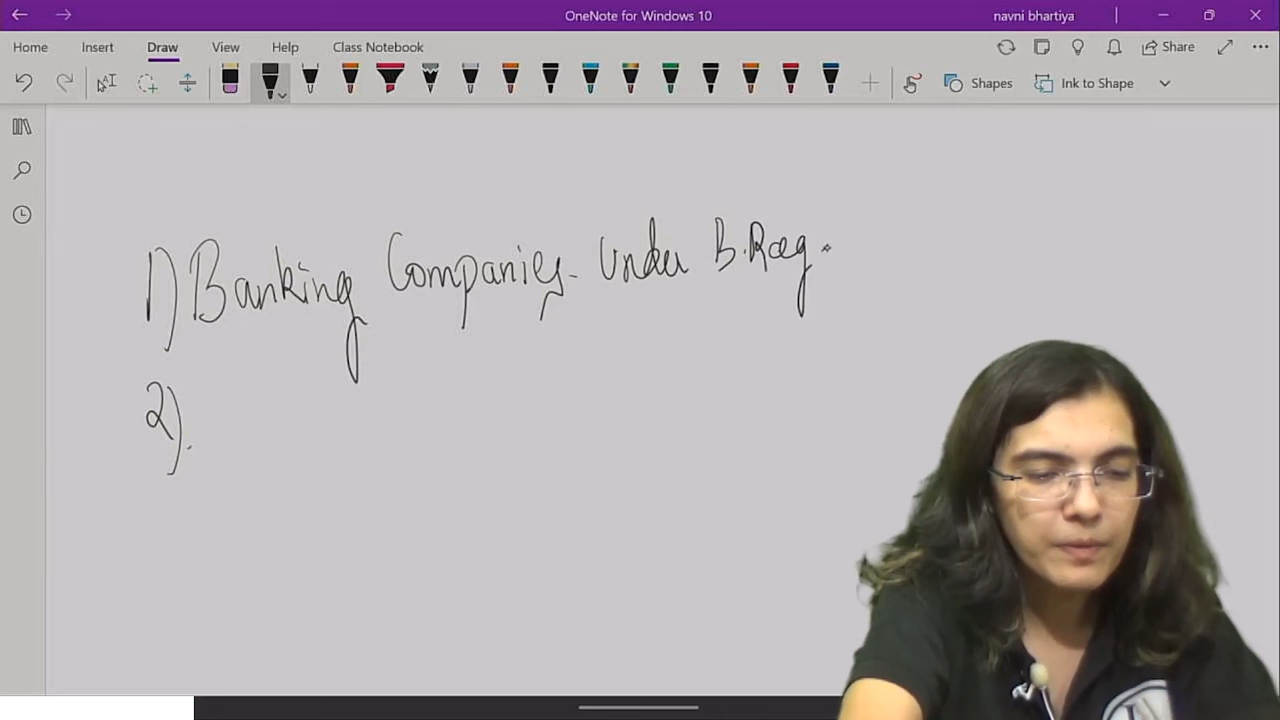 OneNote for Windows 10
navni bhartiya
Home Insert Draw View Help Class Notebook
Share
Shapes Ink to Shape
1) Banking Companies. Under B.Reg.
2).